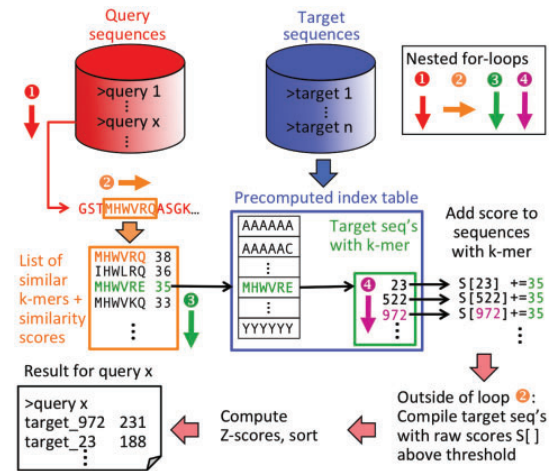 Query
sequences
Target
sequences
>query 1
⋮
>query x
⋮
>target 1
⋮
>target n
Nested for-loops
❶ ❷ ❸ ❹
❶
❷
GSTMHWVRQASGK…
Precomputed index table
List of
similar
k-mers +
similarity
scores
MHWVRQ 38
IHWLRQ 36
MHWVRE 35
MHWVKQ 33
⋮
❸
AAAAAA
AAAAAC
⋮
MHWVRE
⋮
YYYYYY
Target seq's
with k-mer
❹
23
522
972
⋮
Add score to
sequences
with k-mer
S[23] +=35
S[522]+=35
S[972]+=35
⋮
Result for query x
>query x
target_972 231
target_23 188
⋮
Compute
Z-scores, sort
Outside of loop ❷:
Compile target seq's
with raw scores S[]
above threshold